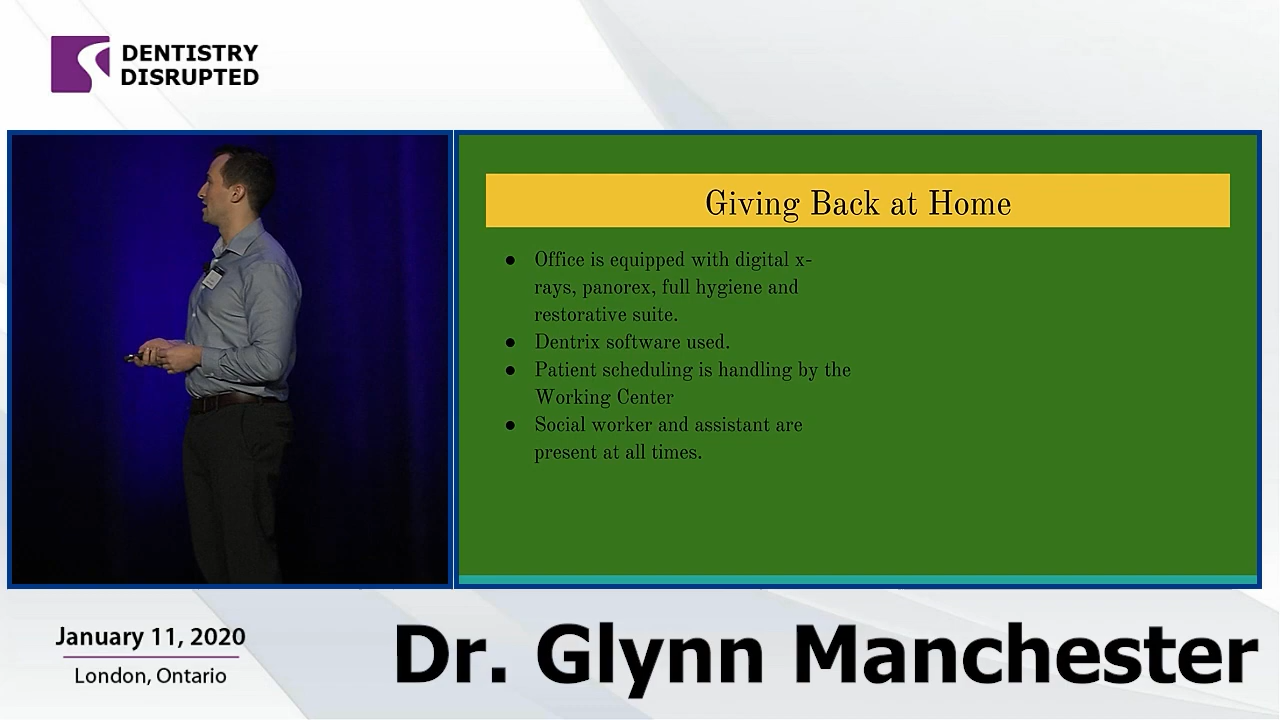 DENTISTRY
DISRUPTED
Giving Back at Home
● Office is equipped with digital x-
rays, panorex, full hygiene and
restorative suite.
● Dentrix software used.
● Patient scheduling is handling by the
Working Center
● Social worker and assistant are
present at all times.
January 11, 2020
London, Ontario
Dr. Glynn Manchester